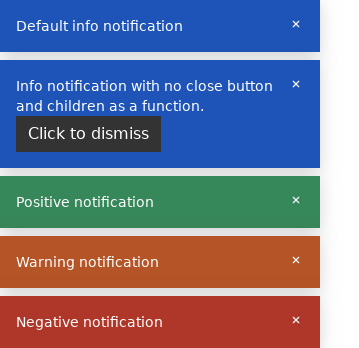 Default info notification ×
Info notification with no close button ×
and children as a function.
Click to dismiss
Positive notification ×
Warning notification ×
Negative notification ×